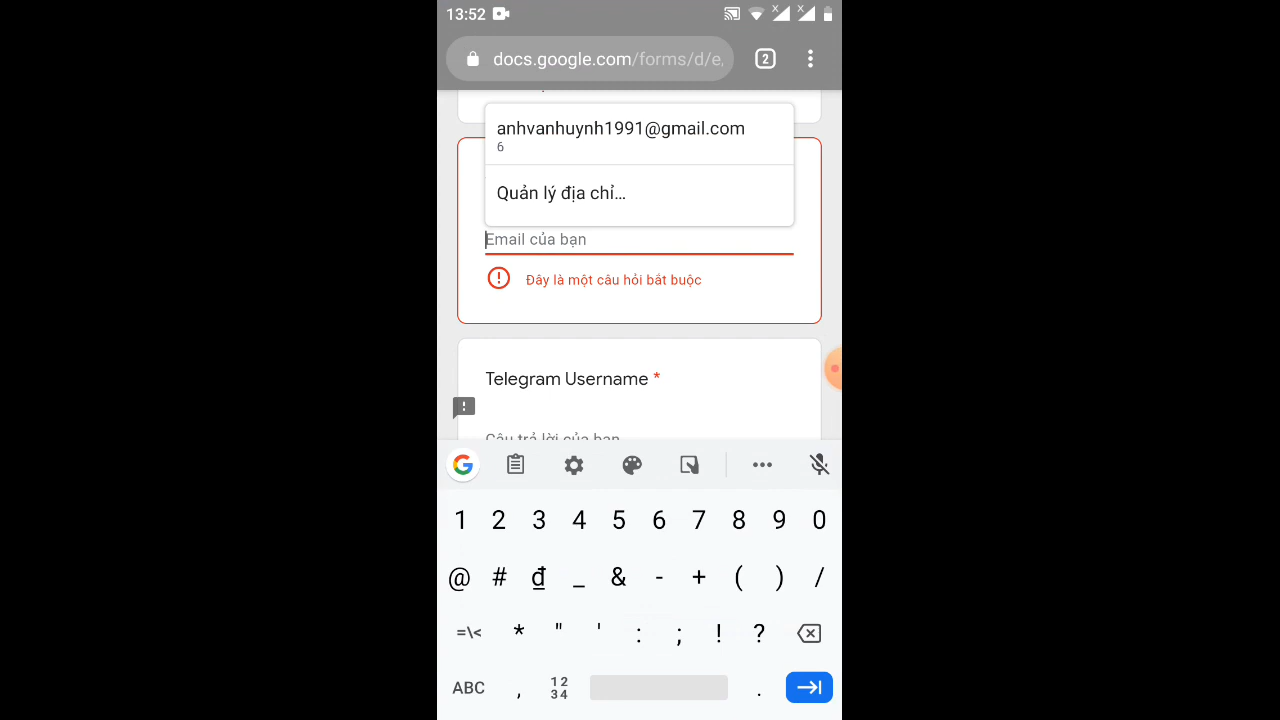 13:52
docs.google.com/forms/d/e,
2
anhvanhuynh1991@gmail.com
6
Quản lý địa chỉ...
Email của bạn
Đây là một câu hỏi bắt buộc
Telegram Username *
Câu trả lời của bạn
1 2 3 4 5 6 7 8 9 0
@ # ₫ _ & - + ( ) /
=\< * " ' : ; ! ?
ABC , 12 34 .